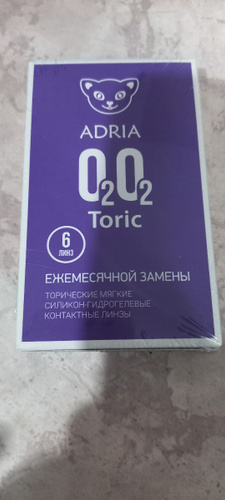 ADRIA
O₂O₂
Toric
6
ЛИНЗ
ЕЖЕМЕСЯЧНОЙ ЗАМЕНЫ
ТОРИЧЕСКИЕ МЯГКИЕ
СИЛИКОН-ГИДРОГЕЛЕВЫЕ
КОНТАКТНЫЕ ЛИНЗЫ